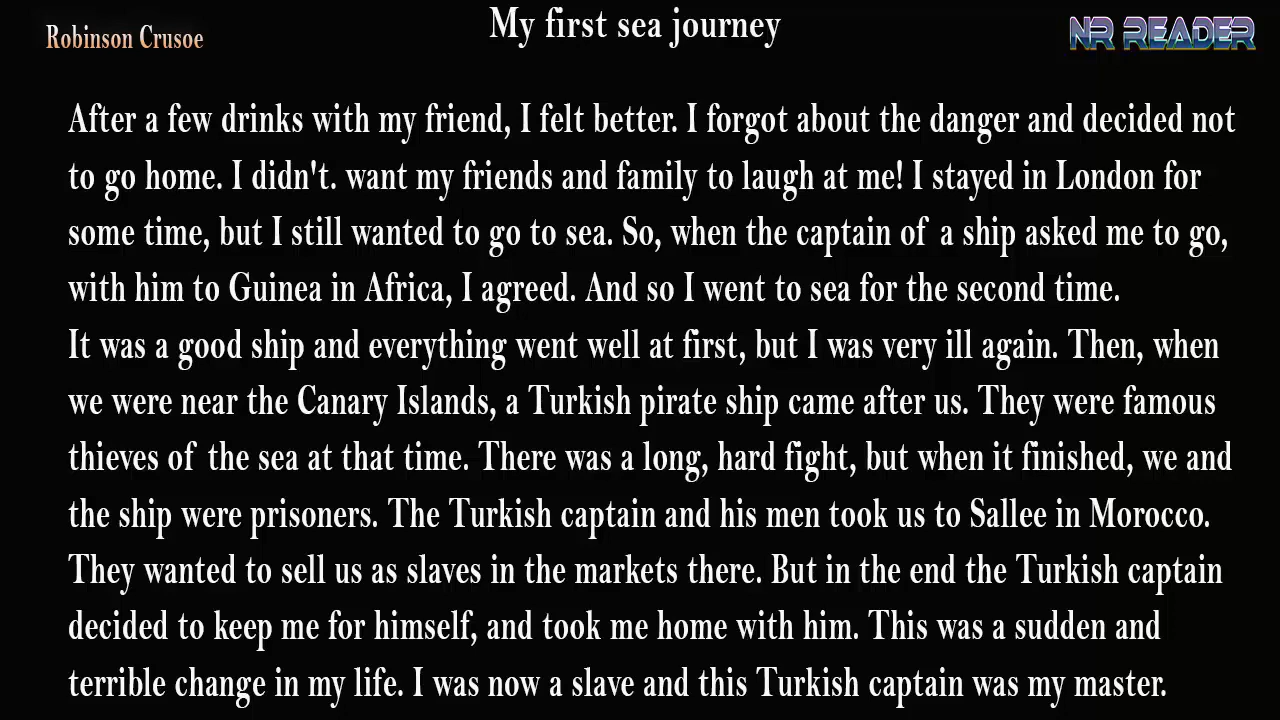 My first sea journey
Robinson Crusoe
NR READER
After a few drinks with my friend, I felt better. I forgot about the danger and decided not
to go home. I didn't. want my friends and family to laugh at me! I stayed in London for
some time, but I still wanted to go to sea. So, when the captain of a ship asked me to go,
with him to Guinea in Africa, I agreed. And so I went to sea for the second time.
It was a good ship and everything went well at first, but I was very ill again. Then, when
we were near the Canary Islands, a Turkish pirate ship came after us. They were famous
thieves of the sea at that time. There was a long, hard fight, but when it finished, we and
the ship were prisoners. The Turkish captain and his men took us to Sallee in Morocco.
They wanted to sell us as slaves in the markets there. But in the end the Turkish captain
decided to keep me for himself, and took me home with him. This was a sudden and
terrible change in my life. I was now a slave and this Turkish captain was my master.